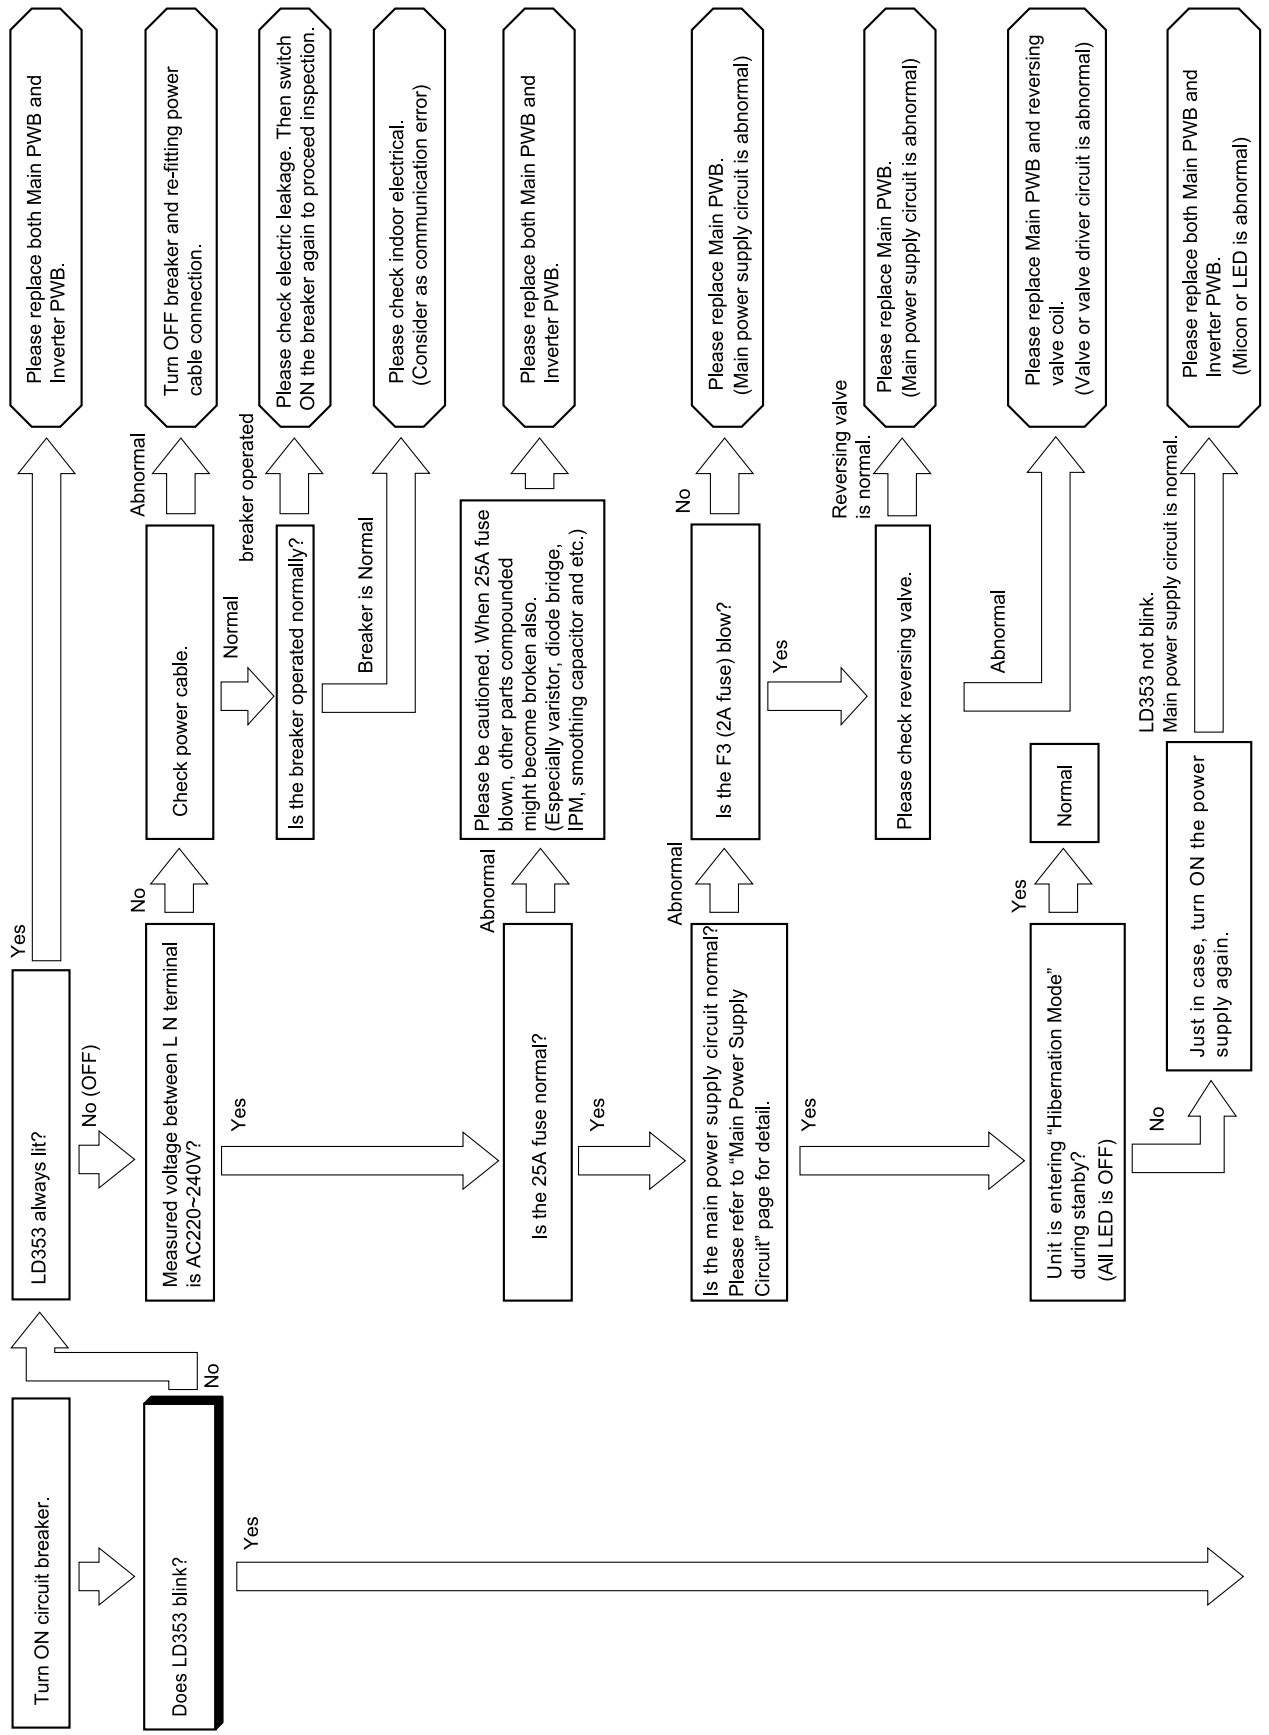 Turn ON circuit breaker.
Does LD353 blink?
Yes
No
LD353 always lit?
Yes
Please replace both Main PWB and
Inverter PWB.
No (OFF)
Measured voltage between L N terminal
is AC220~240V?
No
Check power cable.
Abnormal
Turn OFF breaker and re-fitting power
cable connection.
Normal
Is the breaker operated normally?
breaker operated
Please check electric leakage. Then switch
ON the breaker again to proceed inspection.
Breaker is Normal
Please check indoor electrical.
(Consider as communication error)
Yes
Is the 25A fuse normal?
Abnormal
Please be cautioned. When 25A fuse
blown, other parts compounded
might become broken also.
(Especially varistor, diode bridge,
IPM, smoothing capacitor and etc.)
Please replace both Main PWB and
Inverter PWB.
Yes
Is the main power supply circuit normal?
Please refer to “Main Power Supply
Circuit” page for detail.
Abnormal
Is the F3 (2A fuse) blow?
No
Please replace Main PWB.
(Main power supply circuit is abnormal)
Yes
Please check reversing valve.
Reversing valve
is normal.
Please replace Main PWB.
(Main power supply circuit is abnormal)
Abnormal
Please replace Main PWB and reversing
valve coil.
(Valve or valve driver circuit is abnormal)
Yes
Unit is entering “Hibernation Mode”
during stanby?
(All LED is OFF)
Yes
Normal
No
Just in case, turn ON the power
supply again.
LD353 not blink.
Main power supply circuit is normal.
Please replace both Main PWB and
Inverter PWB.
(Micon or LED is abnormal)